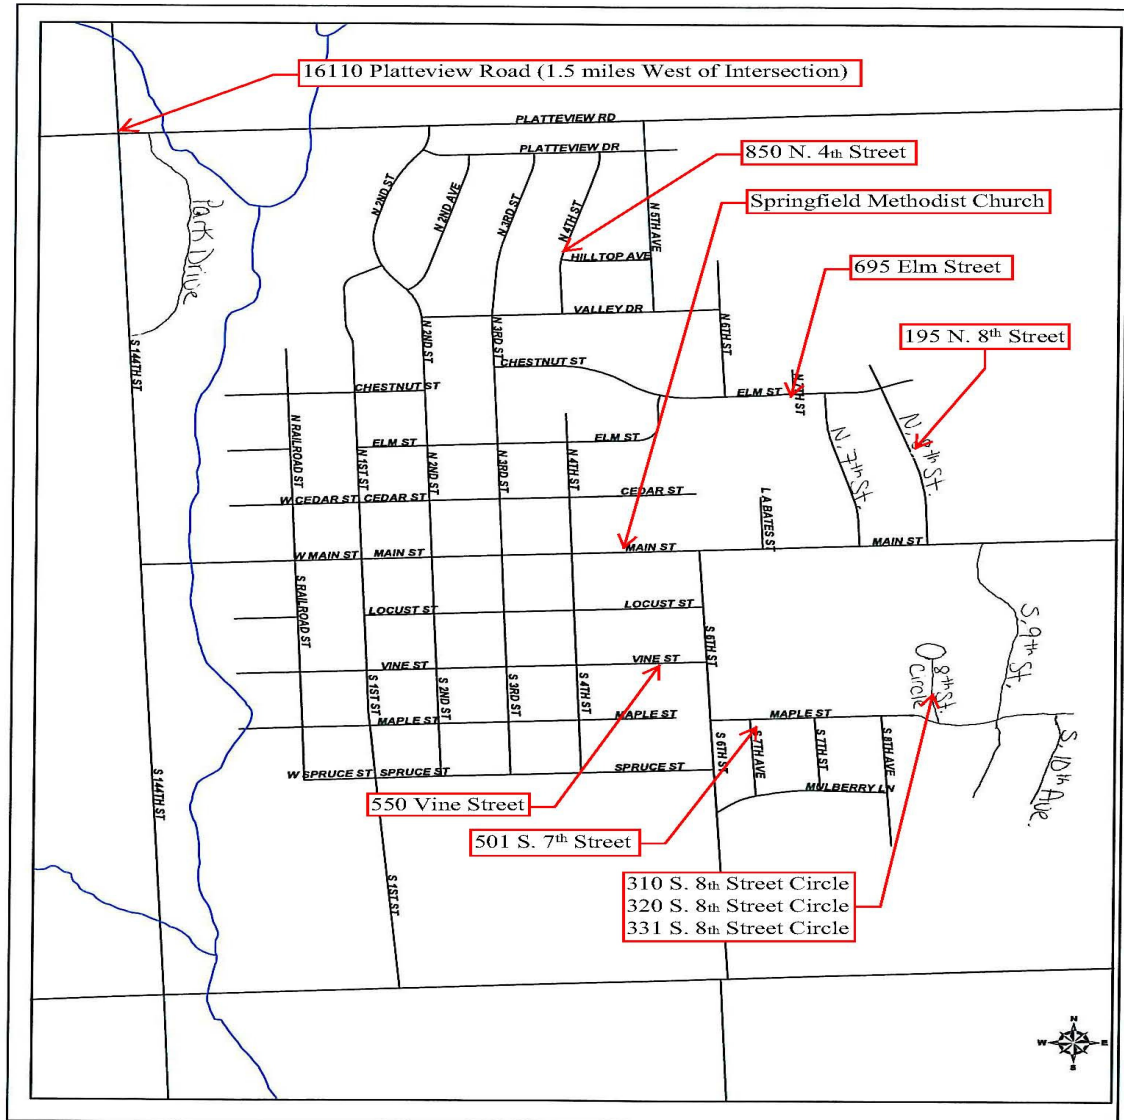 16110 Platteview Road (1.5 miles West of Intersection)
PLATTEVIEW RD
PLATTEVIEW DR
850 N. 4th Street
Springfield Methodist Church
N 2ND ST
N 2ND AVE
N 3RD ST
N 4TH ST
N 5TH AVE
Park Drive
HILLTOP AVE
695 Elm Street
VALLEY DR
195 N. 8th Street
S 144TH ST
N 2ND ST
N 3RD ST
N 6TH ST
CHESTNUT ST
CHESTNUT ST
ELM ST
N 7TH ST
N RAILROAD ST
N 1ST ST
ELM ST
N 2ND ST
N 3RD ST
N 4TH ST
ELM ST
N. 7th St.
N. 8th St.
W CEDAR ST
CEDAR ST
CEDAR ST
LABATES ST
W MAIN ST
MAIN ST
MAIN ST
MAIN ST
S RAILROAD ST
LOCUST ST
LOCUST ST
S 6TH ST
S. 9th St.
VINE ST
VINE ST
8th St.
Circle
S 1ST ST
S 2ND ST
S 3RD ST
S 4TH ST
MAPLE ST
MAPLE ST
MAPLE ST
S 6TH ST
S 7TH AVE
S 7TH ST
S 8TH AVE
S. 10th Ave.
S 144TH ST
W SPRUCE ST
SPRUCE ST
SPRUCE ST
MULBERRY LN
550 Vine Street
501 S. 7th Street
S 1ST ST
310 S. 8th Street Circle
320 S. 8th Street Circle
331 S. 8th Street Circle
N
W
E
S